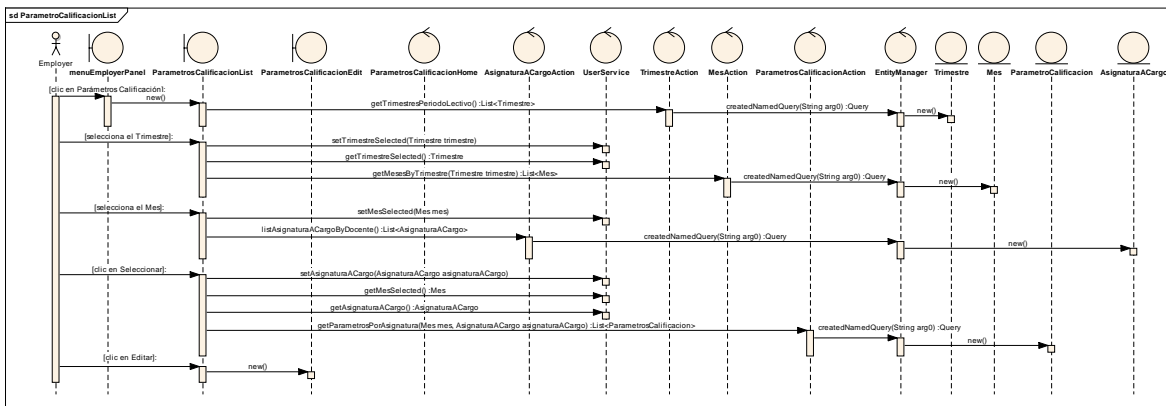 sd ParametroCalificacionList
Employer
menuEmployerPanel
ParametrosCalificacionList
ParametrosCalificacionEdit
ParametrosCalificacionHome
AsignaturaACargoAction
UserService
TrimestreAction
MesAction
ParametrosCalificacionAction
EntityManager
Trimestre
Mes
ParametroCalificacion
AsignaturaACargo
[clic en Parámetros Calificación]:
new()
getTrimestresPeriodoLectivo() :List<Trimestre>
createdNamedQuery(String arg0) :Query
new()
[selecciona el Trimestre]:
setTrimestreSelected(Trimestre trimestre)
getTrimestreSelected() :Trimestre
getMesesByTrimestre(Trimestre trimestre) :List<Mes>
createdNamedQuery(String arg0) :Query
new()
[selecciona el Mes]:
setMesSelected(Mes mes)
listAsignaturaACargoByDocente() :List<AsignaturaACargo>
createdNamedQuery(String arg0) :Query
new()
[clic en Seleccionar]:
setAsignaturaACargo(AsignaturaACargo asignaturaACargo)
getMesSelected() :Mes
getAsignaturaACargo() :AsignaturaACargo
getParametrosPorAsignatura(Mes mes, AsignaturaACargo asignaturaACargo) :List<ParametrosCalificacion>
createdNamedQuery(String arg0) :Query
new()
[clic en Editar]:
new()